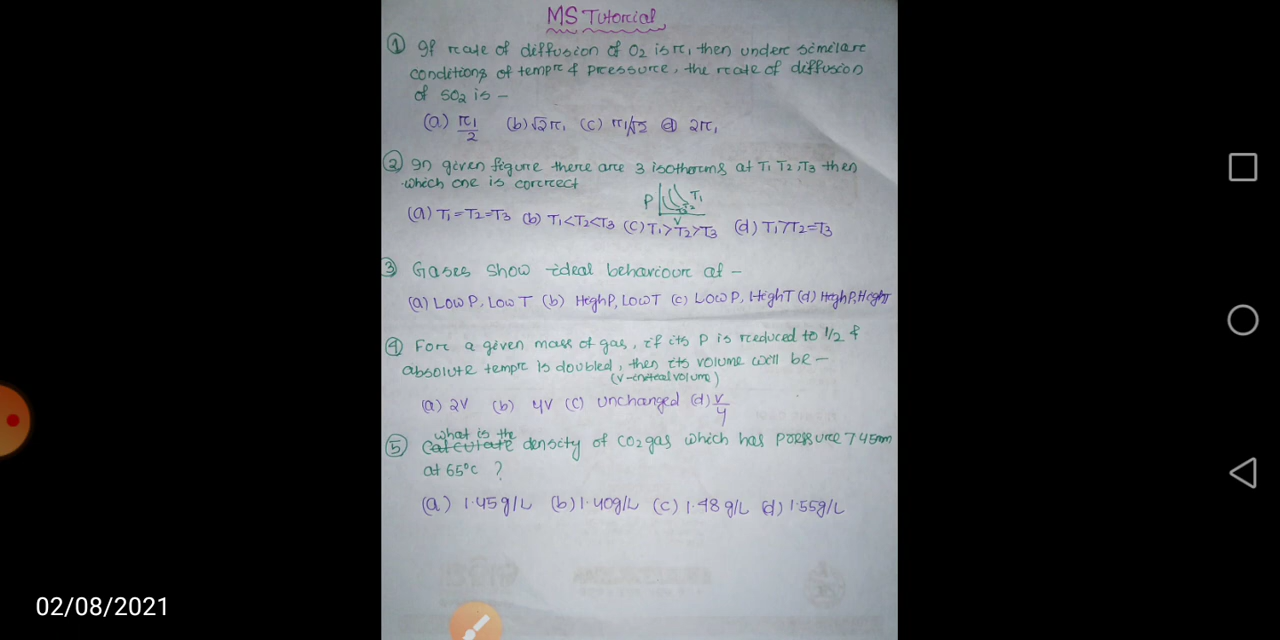 MS Tutorial
① If rate of diffusion of O2 is r1, then under similare
conditions of tempr & pressure, the rate of diffusion
of SO2 is –
(a) r1/2 (b) √2 r1 (c) r1/√2 (d) 2r1
② In given figure there are 3 isotherms at T1 T2, T3 then
which one is correct
P T1
T2
V
(a) T1=T2=T3 (b) T1<T2<T3 (c) T1>T2>T3 (d) T1>T2=T3
③ Gases show ideal behaviour at –
(a) Low P, Low T (b) High P, Low T (c) Low P, High T (d) High P, High T
④ For a given mass of gas, if its P is reduced to 1/2 &
absolute tempr is doubled, then its volume will be –
(v-initial volume)
(a) 2V (b) 4V (c) unchanged (d) V/4
what is the
⑤ Calculate density of CO2 gas which has pressure 745mm
at 65°C ?
(a) 1.45g/L (b) 1.40g/L (c) 1.48 g/L (d) 1.55g/L
02/08/2021